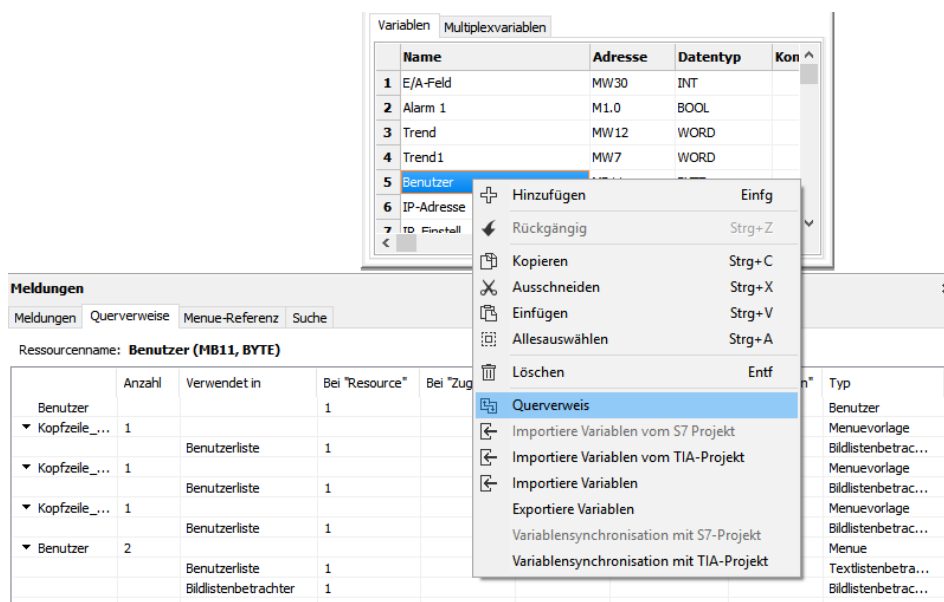 Variablen Multiplexvariablen
Name Adresse Datentyp Kon
1 E/A-Feld MW30 INT
2 Alarm 1 M1.0 BOOL
3 Trend MW12 WORD
4 Trend1 MW7 WORD
5 Benutzer
6 IP-Adresse
7 IP_Einstell
Hinzufügen Einfg
Rückgängig Strg+Z
Kopieren Strg+C
Ausschneiden Strg+X
Einfügen Strg+V
Allesauswählen Strg+A
Löschen Entf
Querverweis
Importiere Variablen vom S7 Projekt
Importiere Variablen vom TIA-Projekt
Importiere Variablen
Exportiere Variablen
Variablensynchronisation mit S7-Projekt
Variablensynchronisation mit TIA-Projekt
Meldungen
Meldungen Querverweise Menue-Referenz Suche
Ressourcenname: Benutzer (MB11, BYTE)
Anzahl Verwendet in Bei "Resource" Bei "Zug n" Typ
Benutzer 1 Benutzer
Kopfzeile_... 1 Menuevorlage
Benutzerliste 1 Bildlistenbetrac...
Kopfzeile_... 1 Menuevorlage
Benutzerliste 1 Bildlistenbetrac...
Kopfzeile_... 1 Menuevorlage
Benutzerliste 1 Bildlistenbetrac...
Benutzer 2 Menue
Benutzerliste 1 Textlistenbetra...
Bildlistenbetrachter 1 Bildlistenbetrac...